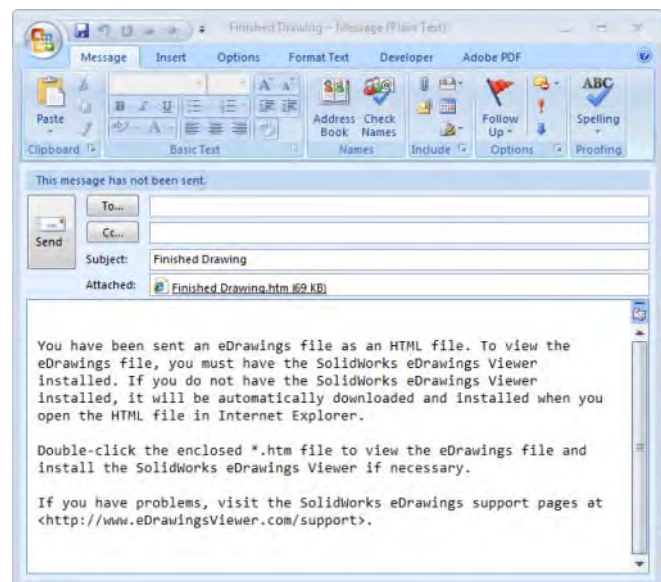 Finished Drawing - Message (Plain Text)
Message Insert Options Format Text Developer Adobe PDF
Paste
B I U
A A
ABC
Address Book
Check Names
Follow Up
Spelling
Clipboard
Basic Text
Names
Include
Options
Proofing
This message has not been sent.
To...
Cc...
Send
Subject: Finished Drawing
Attached: Finished Drawing.htm (69 KB)
You have been sent an eDrawings file as an HTML file. To view the
eDrawings file, you must have the SolidWorks eDrawings Viewer
installed. If you do not have the SolidWorks eDrawings Viewer
installed, it will be automatically downloaded and installed when you
open the HTML file in Internet Explorer.
Double-click the enclosed *.htm file to view the eDrawings file and
install the SolidWorks eDrawings Viewer if necessary.
If you have problems, visit the SolidWorks eDrawings support pages at
<http://www.eDrawingsViewer.com/support>.